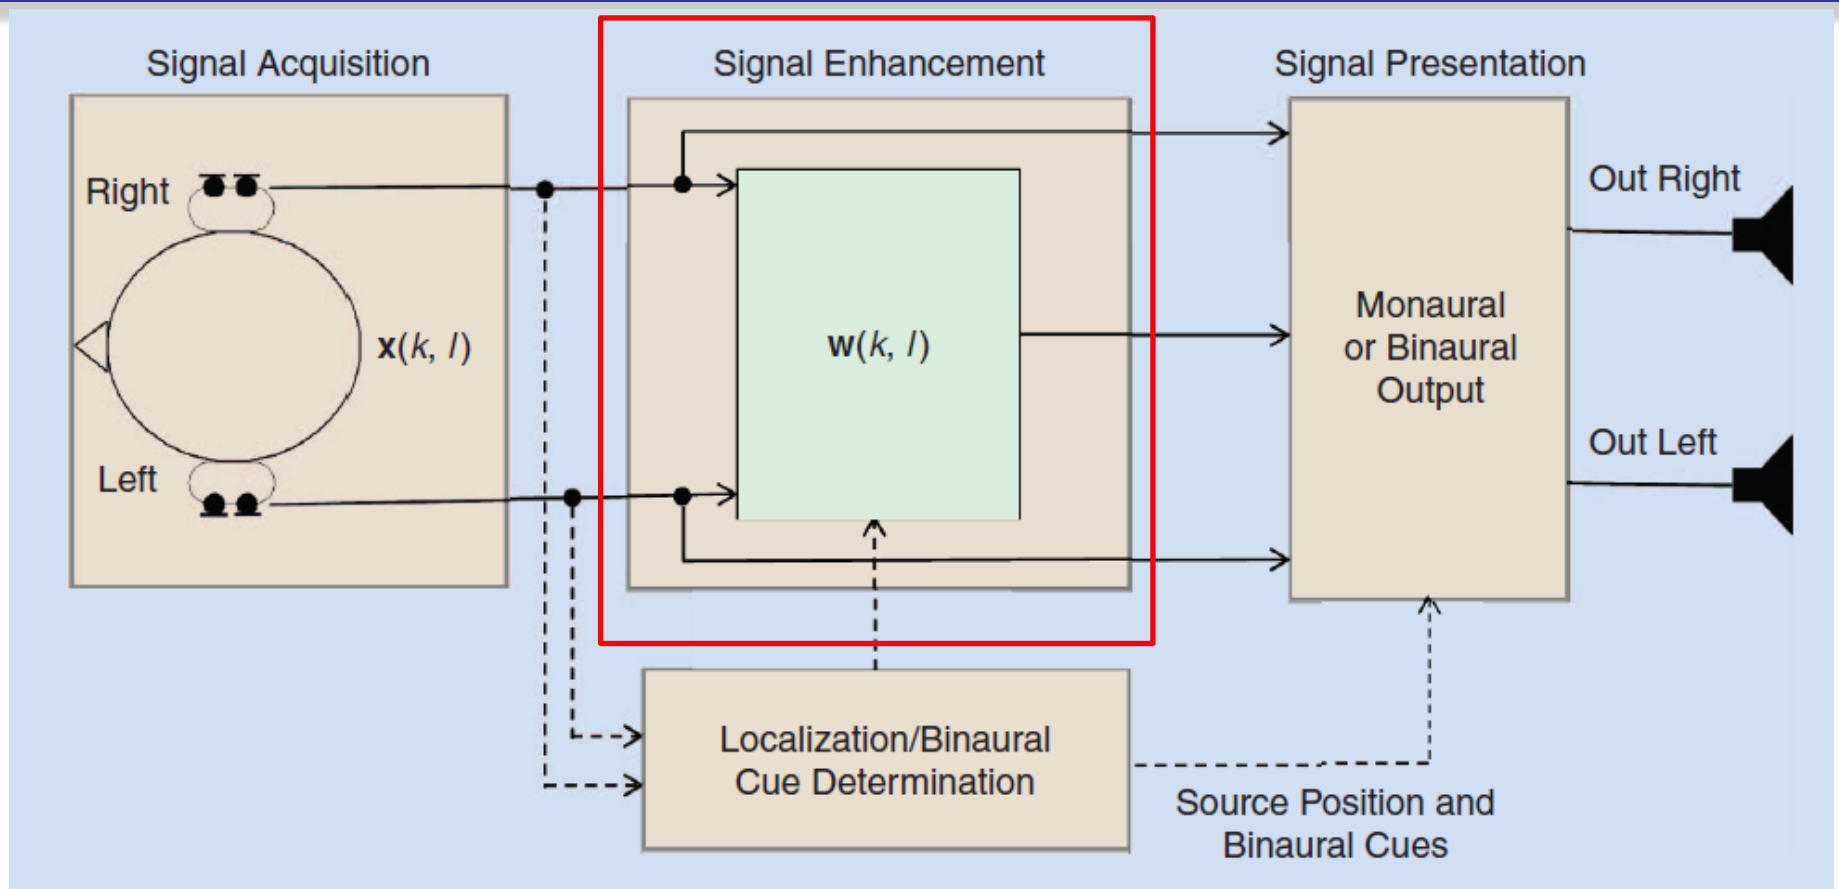 Signal Acquisition
Signal Enhancement
Signal Presentation
Right
x(k, l)
Left
w(k, l)
Monaural
or Binaural
Output
Out Right
Out Left
Localization/Binaural
Cue Determination
Source Position and
Binaural Cues